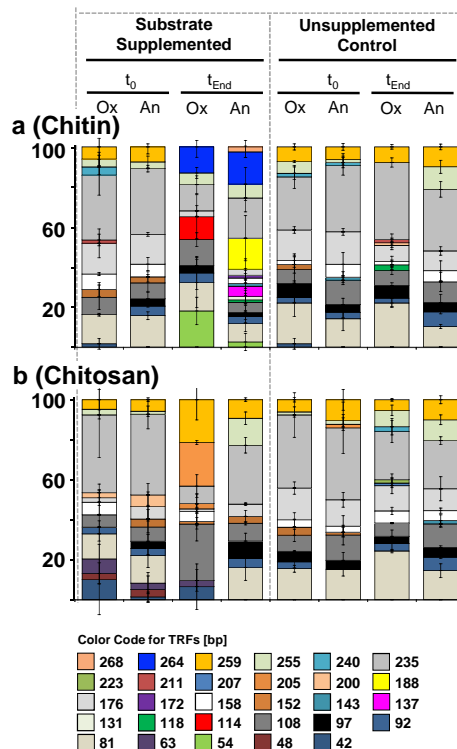 Substrate Supplemented
Unsupplemented Control
t0 tEnd t0 tEnd
Ox An Ox An Ox An Ox An
a (Chitin)
100
60
20
b (Chitosan)
100
60
20
Color Code for TRFs [bp]
268 264 259 255 240 235
223 211 207 205 200 188
176 172 158 152 143 137
131 118 114 108 97 92
81 63 54 48 42